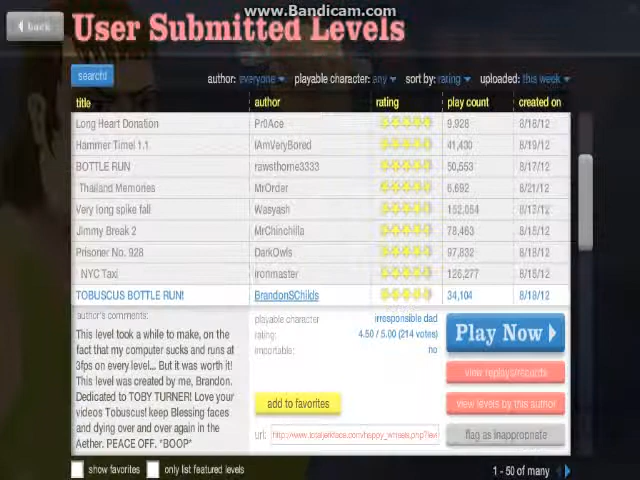 www.Bandicam.com
back
User Submitted Levels
search!
author: everyone
playable character: any
sort by: rating
uploaded: this week
title author rating play count created on
Long Heart Donation Pr0Ace 9,928 8/18/12
Hammer Time! 1.1 IAmVeryBored 41,430 8/19/12
BOTTLE RUN rawsthorne3333 50,553 8/17/12
Thailand Memories MrOrder 6,692 8/21/12
Very long spike fall Wasyash 152,054 8/13/12
Jimmy Break 2 MrChinchilla 78,463 8/15/12
Prisoner No. 928 DarkOwls 97,832 8/16/12
NYC Taxi ironmaster 126,277 8/16/12
TOBUSCUS BOTTLE RUN! BrandonSChilds 34,104 8/18/12
author's comments:
This level took a while to make, on the
fact that my computer sucks and runs at
3fps on every level... But it was worth it!
This level was created by me, Brandon.
Dedicated to TOBY TURNER! Love your
videos Tobuscus! keep Blessing faces
and dying over and over again in the
Aether. PEACE OFF. *BOOP*
playable character irresponsible dad
rating: 4.50 / 5.00 (214 votes)
importable: no
add to favorites
url: http://www.totaljerkface.com/happy_wheels.php?lev
Play Now
view replays/records
view levels by this author
flag as inappropriate
show favorites
only list featured levels
1 - 50 of many